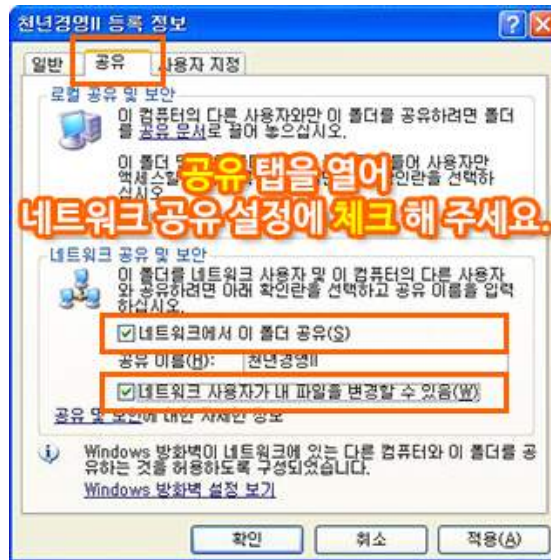 천년경영II 등록 정보
일반 공유 사용자 지정
로컬 공유 및 보안
이 컴퓨터의 다른 사용자와만 이 폴더를 공유하려면 폴더
를 공유 문서로 끌어 놓으십시오.
이 폴더 사용자만
선택하
공유 탭을 열어
네트워크 공유 설정에 체크 해 주세요.
네트워크 공유 및 보안
이 폴더를 네트워크 사용자 및 이 컴퓨터의 다른 사용자
와 공유하려면 아래 확인란을 선택하고 공유 이름을 입력
하십시오.
네트워크에서 이 폴더 공유(S)
공유 이름(H): 천년경영II
네트워크 사용자가 내 파일을 변경할 수 있음(W)
공유 및 보안에 대한 자세한 정보
Windows 방화벽이 네트워크에 있는 다른 컴퓨터와 이 폴더를 공
유하는 것을 허용하도록 구성되었습니다.
Windows 방화벽 설정 보기
확인 취소 적용(A)